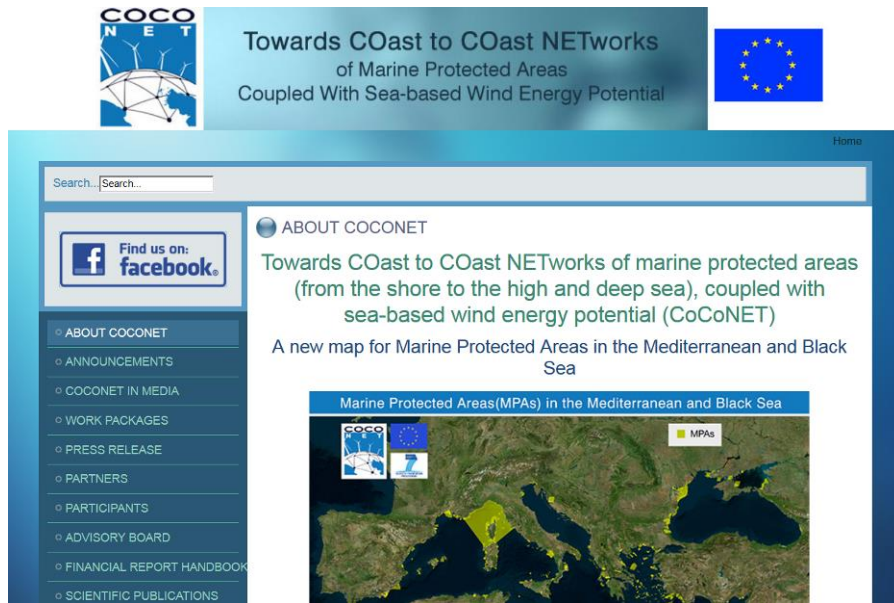 COCO
N E T
Towards COast to COast NETworks
of Marine Protected Areas
Coupled With Sea-based Wind Energy Potential
Home
Search...Search...
Find us on:
facebook®
ABOUT COCONET
ANNOUNCEMENTS
COCONET IN MEDIA
WORK PACKAGES
PRESS RELEASE
PARTNERS
PARTICIPANTS
ADVISORY BOARD
FINANCIAL REPORT HANDBOOK
SCIENTIFIC PUBLICATIONS
ABOUT COCONET
Towards COast to COast NETworks of marine protected areas
(from the shore to the high and deep sea), coupled with
sea-based wind energy potential (CoCoNET)
A new map for Marine Protected Areas in the Mediterranean and Black
Sea
Marine Protected Areas(MPAs) in the Mediterranean and Black Sea
COCO
N E T
MPAs